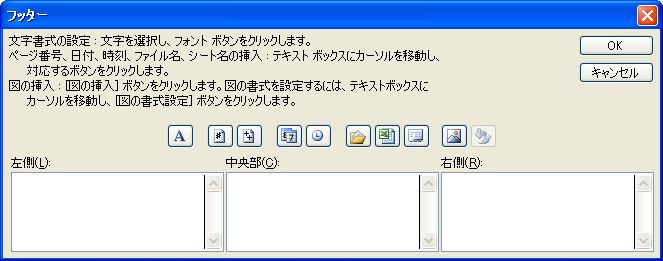 フッター
文字書式の設定 : 文字を選択し、フォント ボタンをクリックします。
ページ番号、日付、時刻、ファイル名、シート名の挿入 : テキスト ボックスにカーソルを移動し、
対応するボタンをクリックします。
図の挿入 : [図の挿入] ボタンをクリックします。図の書式を設定するには、テキストボックスに
カーソルを移動し、[図の書式設定] ボタンをクリックします。
OK
キャンセル
A
左側(L):
中央部(C):
右側(R):